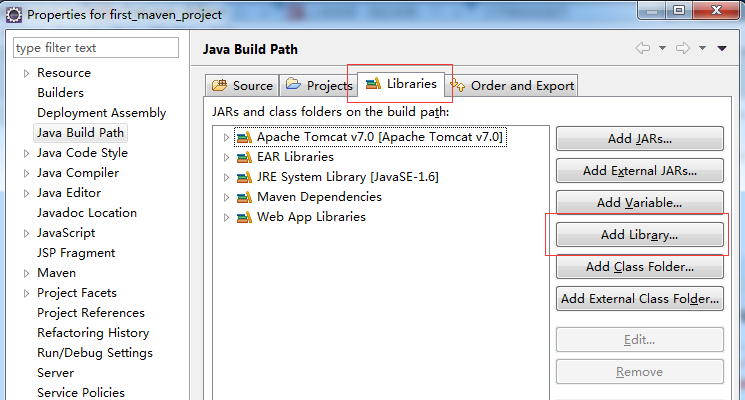 Properties for first_maven_project
type filter text
Resource
Builders
Deployment Assembly
Java Build Path
Java Code Style
Java Compiler
Java Editor
Javadoc Location
JavaScript
JSP Fragment
Maven
Project Facets
Project References
Refactoring History
Run/Debug Settings
Server
Service Policies
Java Build Path
Source Projects Libraries Order and Export
JARs and class folders on the build path:
Apache Tomcat v7.0 [Apache Tomcat v7.0]
EAR Libraries
JRE System Library [JavaSE-1.6]
Maven Dependencies
Web App Libraries
Add JARs...
Add External JARs...
Add Variable...
Add Library...
Add Class Folder...
Add External Class Folder...
Edit...
Remove